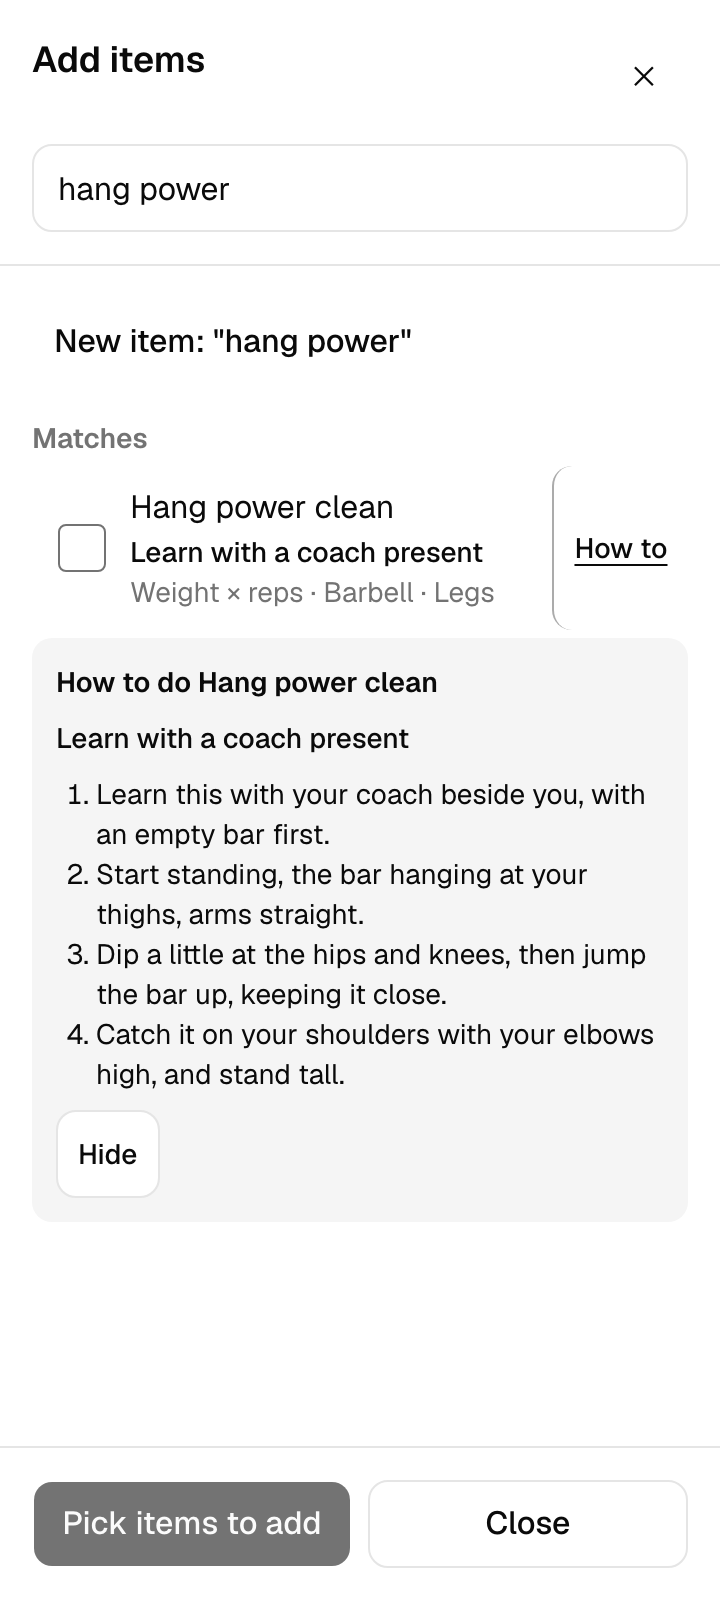 Add items
hang power
New item: "hang power"
Matches
Hang power clean
Learn with a coach present
Weight × reps · Barbell · Legs
How to
How to do Hang power clean
Learn with a coach present
1. Learn this with your coach beside you, with
an empty bar first.
2. Start standing, the bar hanging at your
thighs, arms straight.
3. Dip a little at the hips and knees, then jump
the bar up, keeping it close.
4. Catch it on your shoulders with your elbows
high, and stand tall.
Hide
Pick items to add
Close